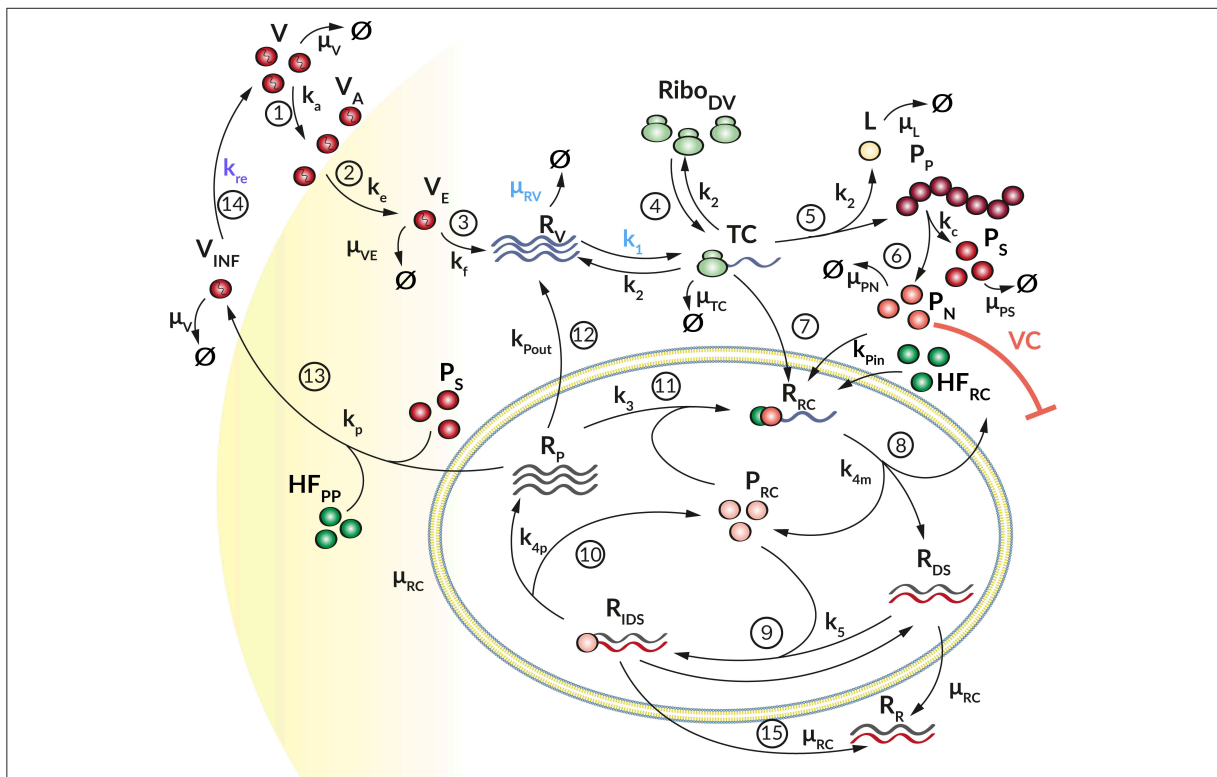 V
μV
Ø
ka
1
VA
kre
14
2
ke
VE
3
kf
μVE
Ø
VINF
μV
Ø
RiboDV
4
k2
Ø
μRV
RV
k1
k2
TC
μTC
Ø
5
k2
L
μL
Ø
PP
kc
6
PS
μPS
Ø
Ø
μPN
PN
VC
7
kPin
HFRC
kPout
12
13
kp
PS
HFPP
k3
11
RRC
RP
PRC
8
k4m
k4p
10
μRC
RDS
RIDS
9
k5
μRC
RR
15
μRC